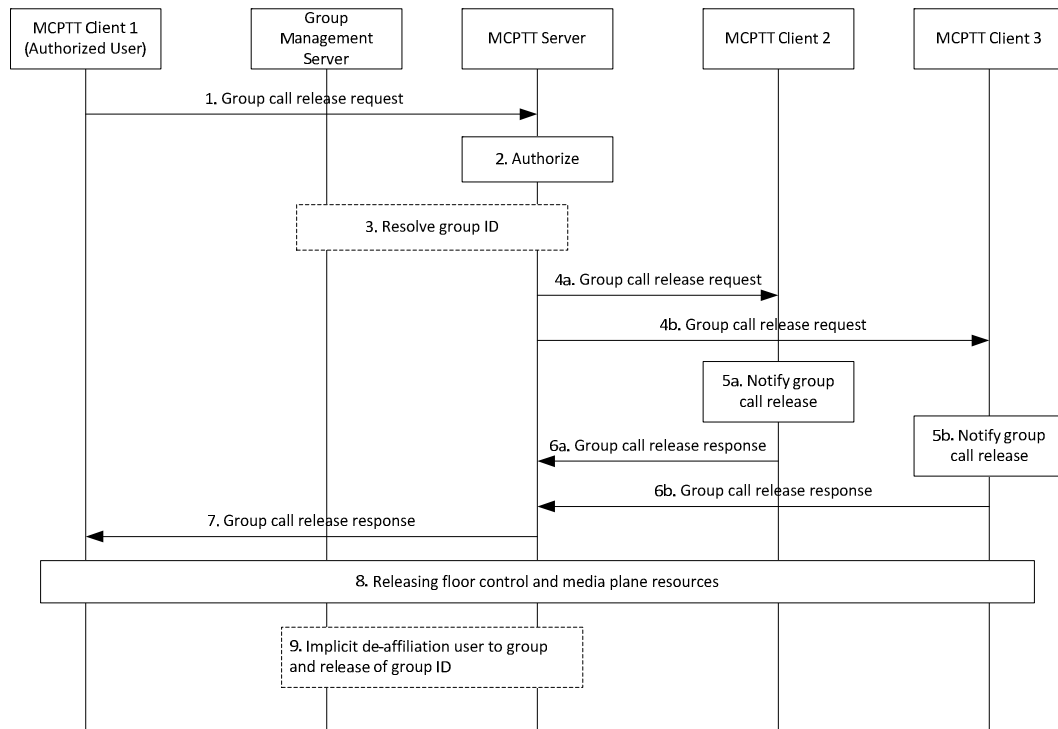 MCPTT Client 1
(Authorized User)
Group
Management
Server
MCPTT Server
MCPTT Client 2
MCPTT Client 3
1. Group call release request
2. Authorize
3. Resolve group ID
4a. Group call release request
4b. Group call release request
5a. Notify group
call release
5b. Notify group
call release
6a. Group call release response
6b. Group call release response
7. Group call release response
8. Releasing floor control and media plane resources
9. Implicit de-affiliation user to group
and release of group ID